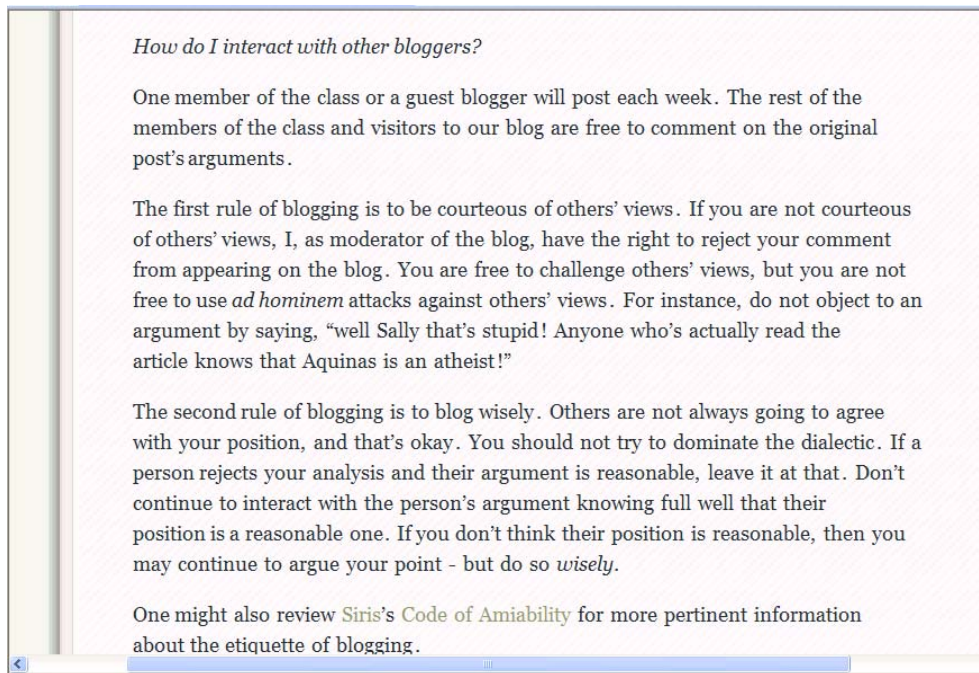 How do I interact with other bloggers?
One member of the class or a guest blogger will post each week. The rest of the
members of the class and visitors to our blog are free to comment on the original
post's arguments.
The first rule of blogging is to be courteous of others' views. If you are not courteous
of others' views, I, as moderator of the blog, have the right to reject your comment
from appearing on the blog. You are free to challenge others' views, but you are not
free to use ad hominem attacks against others' views. For instance, do not object to an
argument by saying, “well Sally that's stupid! Anyone who's actually read the
article knows that Aquinas is an atheist!”
The second rule of blogging is to blog wisely. Others are not always going to agree
with your position, and that's okay. You should not try to dominate the dialectic. If a
person rejects your analysis and their argument is reasonable, leave it at that. Don't
continue to interact with the person's argument knowing full well that their
position is a reasonable one. If you don't think their position is reasonable, then you
may continue to argue your point - but do so wisely.
One might also review Siris's Code of Amiability for more pertinent information
about the etiquette of blogging.